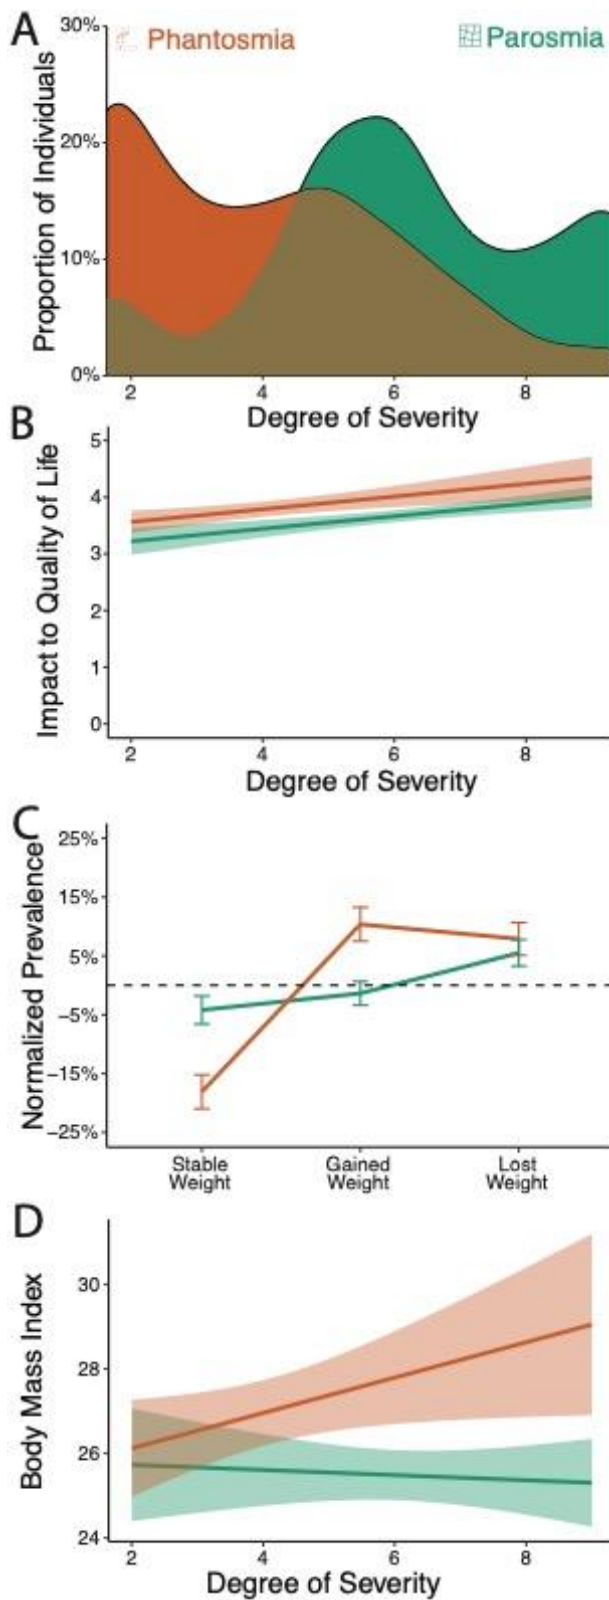 A
Phantosmia
Parosmia
Proportion of Individuals
30%
20%
10%
0%
2 4 6 8
Degree of Severity
B
Impact to Quality of Life
5
4
3
2
1
0
2 4 6 8
Degree of Severity
C
Normalized Prevalence
25%
15%
5%
−5%
−15%
−25%
Stable Gained Lost
Weight Weight Weight
D
Body Mass Index
30
28
26
24
2 4 6 8
Degree of Severity